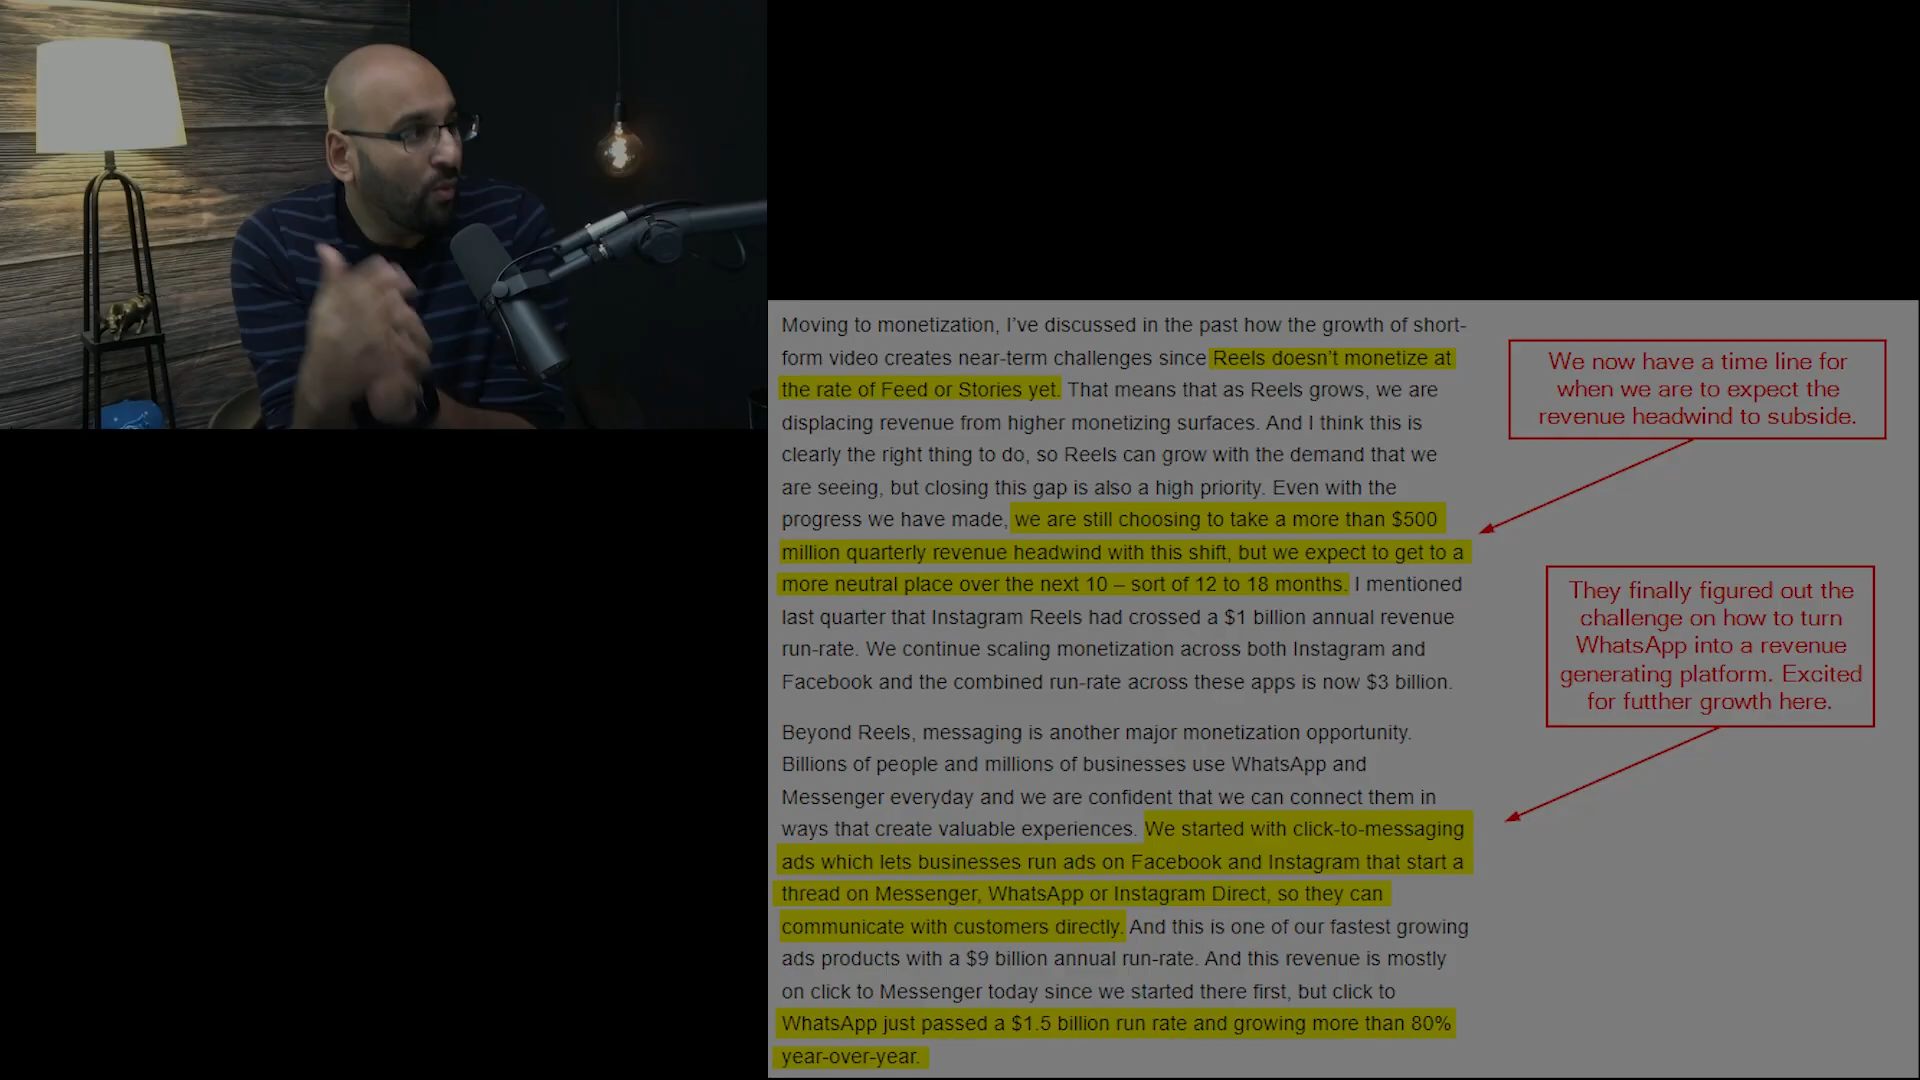 Moving to monetization, I've discussed in the past how the growth of short-
form video creates near-term challenges since Reels doesn't monetize at
the rate of Feed or Stories yet. That means that as Reels grows, we are
displacing revenue from higher monetizing surfaces. And I think this is
clearly the right thing to do, so Reels can grow with the demand that we
are seeing, but closing this gap is also a high priority. Even with the
progress we have made, we are still choosing to take a more than $500
million quarterly revenue headwind with this shift, but we expect to get to a
more neutral place over the next 10 – sort of 12 to 18 months. I mentioned
last quarter that Instagram Reels had crossed a $1 billion annual revenue
run-rate. We continue scaling monetization across both Instagram and
Facebook and the combined run-rate across these apps is now $3 billion.
Beyond Reels, messaging is another major monetization opportunity.
Billions of people and millions of businesses use WhatsApp and
Messenger everyday and we are confident that we can connect them in
ways that create valuable experiences. We started with click-to-messaging
ads which lets businesses run ads on Facebook and Instagram that start a
thread on Messenger, WhatsApp or Instagram Direct, so they can
communicate with customers directly. And this is one of our fastest growing
ads products with a $9 billion annual run-rate. And this revenue is mostly
on click to Messenger today since we started there first, but click to
WhatsApp just passed a $1.5 billion run rate and growing more than 80%
year-over-year.
We now have a time line for
when we are to expect the
revenue headwind to subside.
They finally figured out the
challenge on how to turn
WhatsApp into a revenue
generating platform. Excited
for futther growth here.